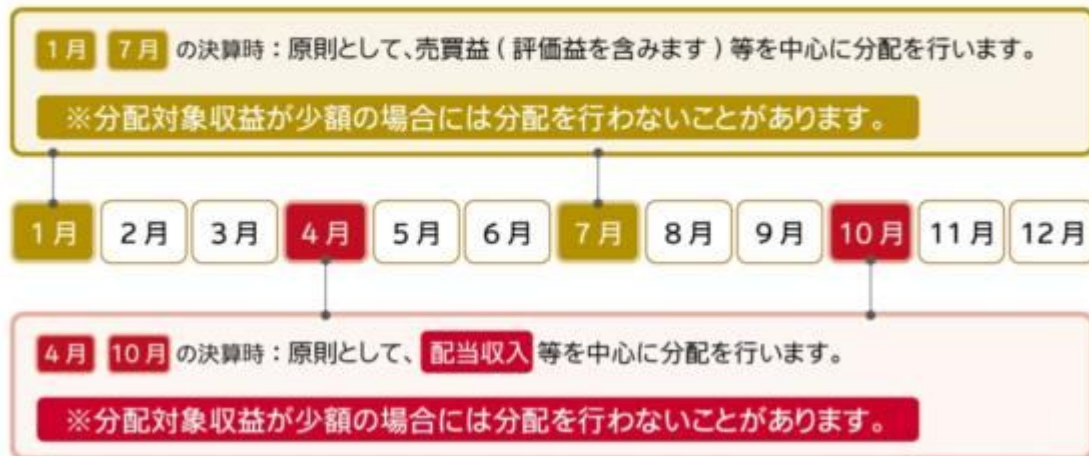 1月 7月 の決算時：原則として、売買益（評価益を含みます）等を中心に分配を行います。
※分配対象収益が少額の場合には分配を行わないことがあります。
1月 2月 3月 4月 5月 6月 7月 8月 9月 10月 11月 12月
4月 10月 の決算時：原則として、配当収入等を中心に分配を行います。
※分配対象収益が少額の場合には分配を行わないことがあります。